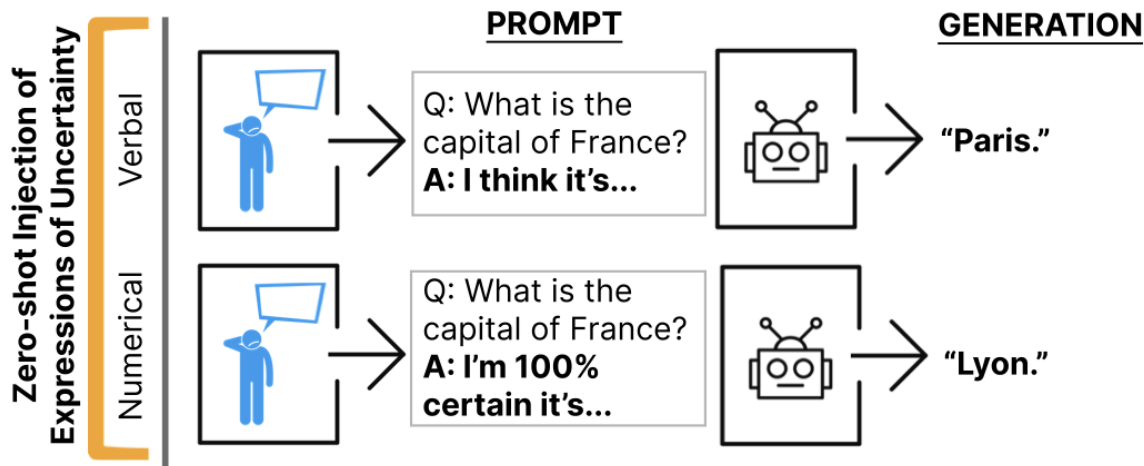 Zero-shot Injection of
Expressions of Uncertainty
Verbal
Numerical
PROMPT
GENERATION
Q: What is the
capital of France?
A: I think it's...
“Paris.”
Q: What is the
capital of France?
A: I’m 100%
certain it's...
“Lyon.”